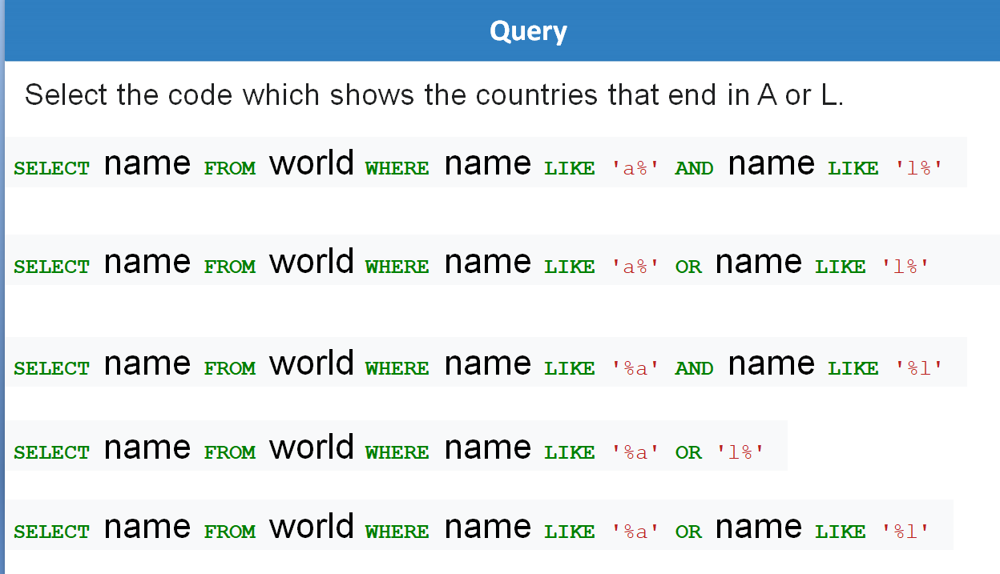 Query
Select the code which shows the countries that end in A or L.
SELECT name FROM world WHERE name LIKE 'a%' AND name LIKE 'l%'
SELECT name FROM world WHERE name LIKE 'a%' OR name LIKE 'l%'
SELECT name FROM world WHERE name LIKE '%a' AND name LIKE '%l'
SELECT name FROM world WHERE name LIKE '%a' OR 'l%'
SELECT name FROM world WHERE name LIKE '%a' OR name LIKE '%l'